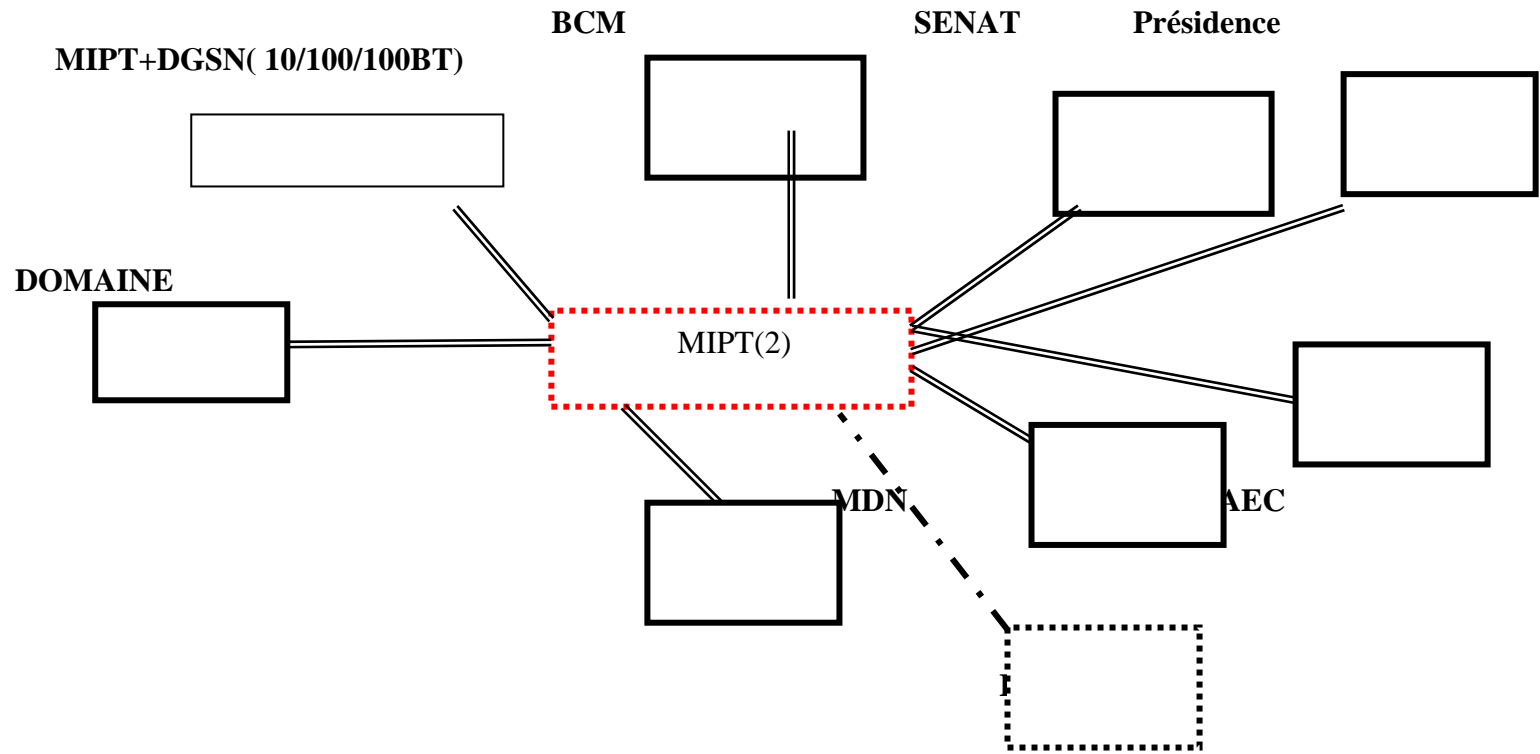 BCM SENAT Présidence
MIPT+DGSN( 10/100/100BT)
DOMAINE
MIPT(2)
MDN AEC